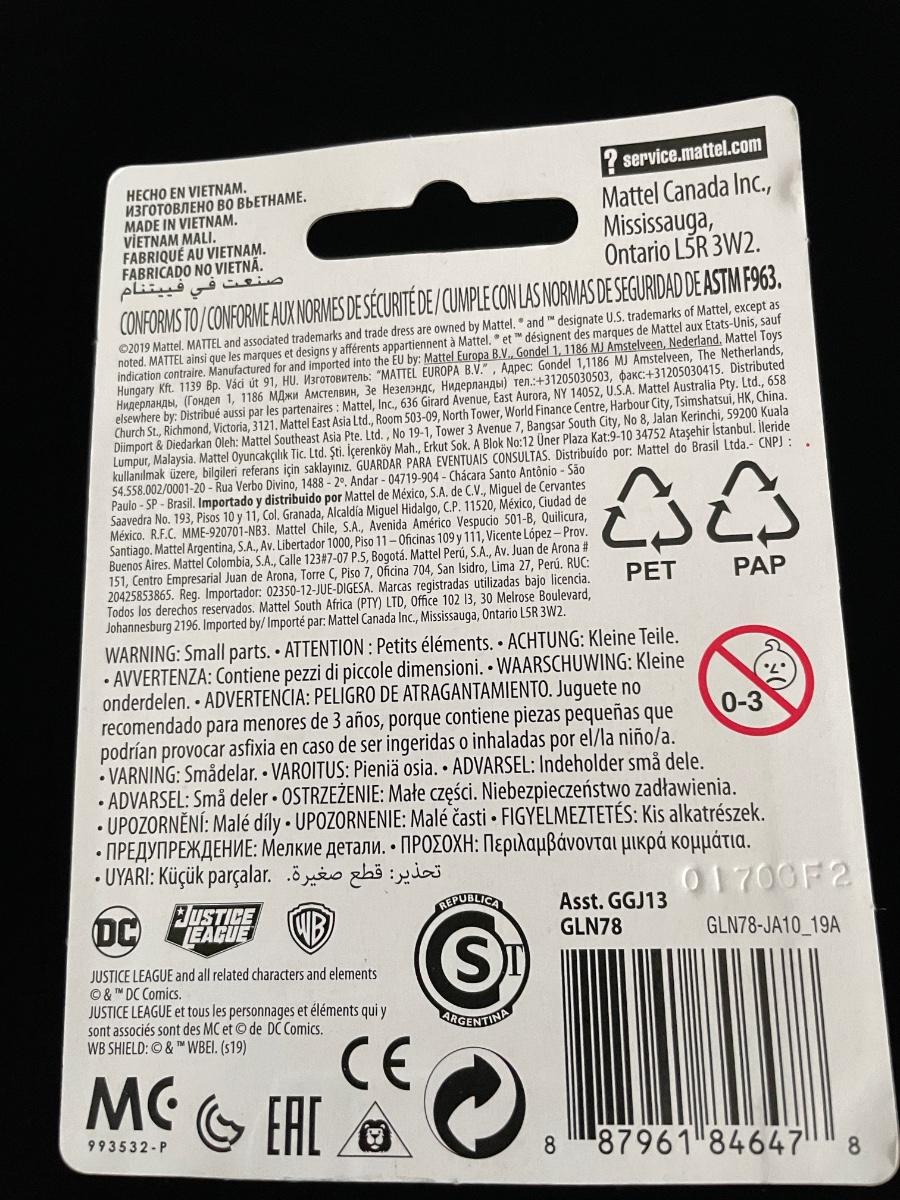 HECHO EN VIETNAM.
ИЗГОТОВЛЕНО ВО ВЬЕТНАМЕ.
MADE IN VIETNAM.
VİETNAM MALI.
FABRIQUÉ AU VIETNAM.
FABRICADO NO VIETNÃ.
صنعت في فييتنام
? service.mattel.com
Mattel Canada Inc.,
Mississauga,
Ontario L5R 3W2.
CONFORMS TO / CONFORME AUX NORMES DE SÉCURITÉ DE / CUMPLE CON LAS NORMAS DE SEGURIDAD DE ASTM F963.
©2019 Mattel. MATTEL and associated trademarks and trade dress are owned by Mattel. ® and ™ designate U.S. trademarks of Mattel, except as
noted. MATTEL ainsi que les marques et designs y afférents appartiennent à Mattel. ® et ™ désignent des marques de Mattel aux Etats-Unis, sauf
indication contraire. Manufactured for and imported into the EU by: Mattel Europa B.V., Gondel 1, 1186 MJ Amstelveen, Nederland. Mattel Toys
Hungary Kft. 1139 Bp. Váci út 91, HU. Изготовитель: "MATTEL EUROPA B.V." , Адрес: Gondel 1,1186 MJ Amstelveen, The Netherlands,
Нидерланды, (Гондел 1, 1186 МДжи Амстелвин, Зе Незелэндс, Нидерланды) тел.:+31205030503, факс:+31205030415. Distributed
elsewhere by: Distribué aussi par les partenaires : Mattel, Inc., 636 Girard Avenue, East Aurora, NY 14052, U.S.A. Mattel Australia Pty. Ltd., 658
Church St., Richmond, Victoria, 3121. Mattel East Asia Ltd., Room 503-09, North Tower, World Finance Centre, Harbour City, Tsimshatsui, HK, China.
Diimport & Diedarkan Oleh: Mattel Southeast Asia Pte. Ltd. , No 19-1, Tower 3 Avenue 7, Bangsar South City, No 8, Jalan Kerinchi, 59200 Kuala
Lumpur, Malaysia. Mattel Oyuncakçılık Tic. Ltd. Şti. İçerenköy Mah., Erkut Sok. A Blok No:12 Üner Plaza Kat:9-10 34752 Ataşehir İstanbul. İleride
kullanılmak üzere, bilgileri referans için saklayınız. GUARDAR PARA EVENTUAIS CONSULTAS. Distribuído por: Mattel do Brasil Ltda.- CNPJ :
54.558.002/0001-20 - Rua Verbo Divino, 1488 - 2º. Andar - 04719-904 - Chácara Santo Antônio - São
Paulo - SP - Brasil. Importado y distribuido por Mattel de México, S.A. de C.V., Miguel de Cervantes
Saavedra No. 193, Pisos 10 y 11, Col. Granada, Alcaldía Miguel Hidalgo, C.P. 11520, México, Ciudad de
México. R.F.C. MME-920701-NB3. Mattel Chile, S.A., Avenida Américo Vespucio 501-B, Quilicura,
Santiago. Mattel Argentina, S.A., Av. Libertador 1000, Piso 11 – Oficinas 109 y 111, Vicente López – Prov.
Buenos Aires. Mattel Colombia, S.A., Calle 123#7-07 P.5, Bogotá. Mattel Perú, S.A., Av. Juan de Arona #
151, Centro Empresarial Juan de Arona, Torre C, Piso 7, Oficina 704, San Isidro, Lima 27, Perú. RUC:
20425853865. Reg. Importador: 02350-12-JUE-DIGESA. Marcas registradas utilizadas bajo licencia.
Todos los derechos reservados. Mattel South Africa (PTY) LTD, Office 102 I3, 30 Melrose Boulevard,
Johannesburg 2196. Imported by/ Importé par: Mattel Canada Inc., Mississauga, Ontario L5R 3W2.
PET
PAP
WARNING: Small parts. • ATTENTION : Petits éléments. • ACHTUNG: Kleine Teile.
• AVVERTENZA: Contiene pezzi di piccole dimensioni. • WAARSCHUWING: Kleine
onderdelen. • ADVERTENCIA: PELIGRO DE ATRAGANTAMIENTO. Juguete no
recomendado para menores de 3 años, porque contiene piezas pequeñas que
podrían provocar asfixia en caso de ser ingeridas o inhaladas por el/la niño/a.
• VARNING: Smådelar. • VAROITUS: Pieniä osia. • ADVARSEL: Indeholder små dele.
• ADVARSEL: Små deler • OSTRZEŻENIE: Małe części. Niebezpieczeństwo zadławienia.
• UPOZORNĚNÍ: Malé díly • UPOZORNENIE: Malé časti • FIGYELMEZTETÉS: Kis alkatrészek.
• ПРЕДУПРЕЖДЕНИЕ: Мелкие детали. • ΠΡΟΣΟΧΗ: Περιλαμβάνονται μικρά κομμάτια.
• UYARI: Küçük parçalar. تحذير: قطع صغيرة.
0-3
01700F2
DC
JUSTICE LEAGUE
WB
REPUBLICA
S T
ARGENTINA
Asst. GGJ13
GLN78
GLN78-JA10_19A
JUSTICE LEAGUE and all related characters and elements
© & ™ DC Comics.
JUSTICE LEAGUE et tous les personnages et éléments qui y
sont associés sont des MC et © de DC Comics.
WB SHIELD: © & ™ WBEI. (s19)
CE
MC
993532-P
EAC
8 87961 84647 8